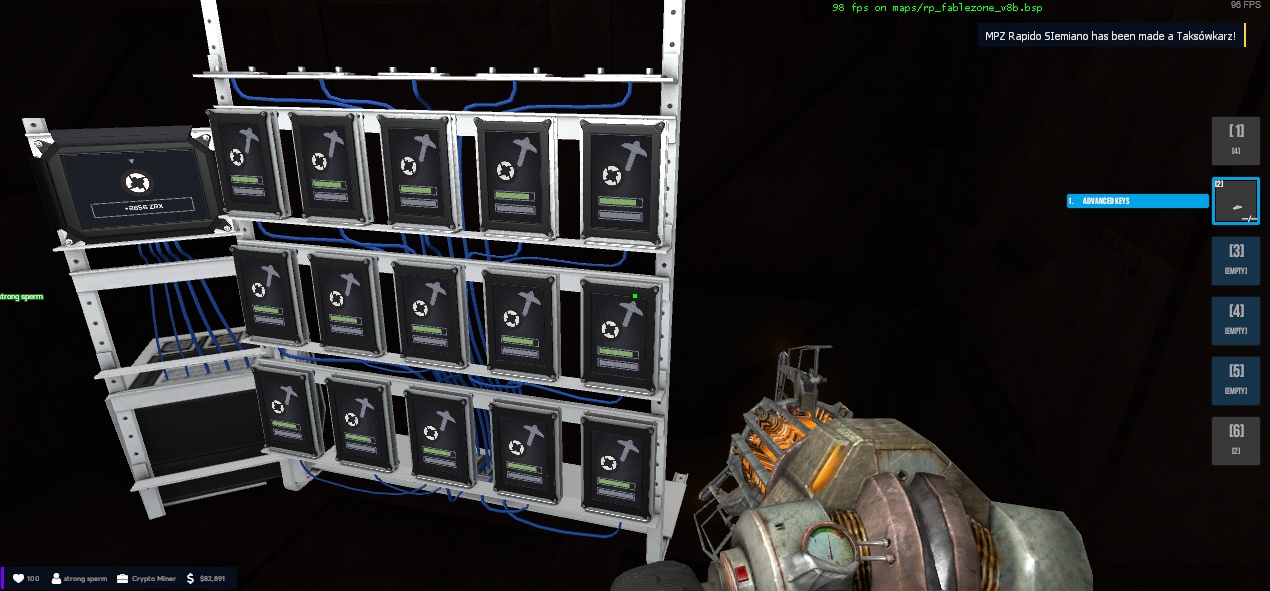 98 fps on maps/rp_fablezone_v8b.bsp
96 FPS
MPZ Rapido SIemiano has been made a Taksówkarz!
[1]
[4]
[2]
1. ADVANCED KEYS
[3]
[EMPTY]
[4]
[EMPTY]
[5]
[EMPTY]
[6]
[2]
+2856 ZRX
strong sperm
100 strong sperm Crypto Miner $ $82,891